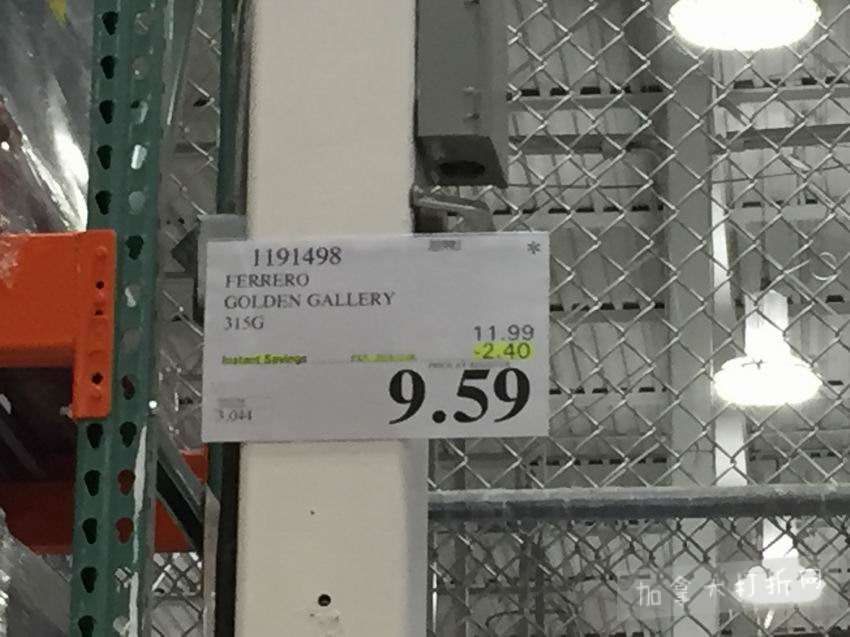 1191498 *
FERRERO
GOLDEN GALLERY
315G
11.99
Instant Savings -2.40
9.59
3.044
加拿大打折网